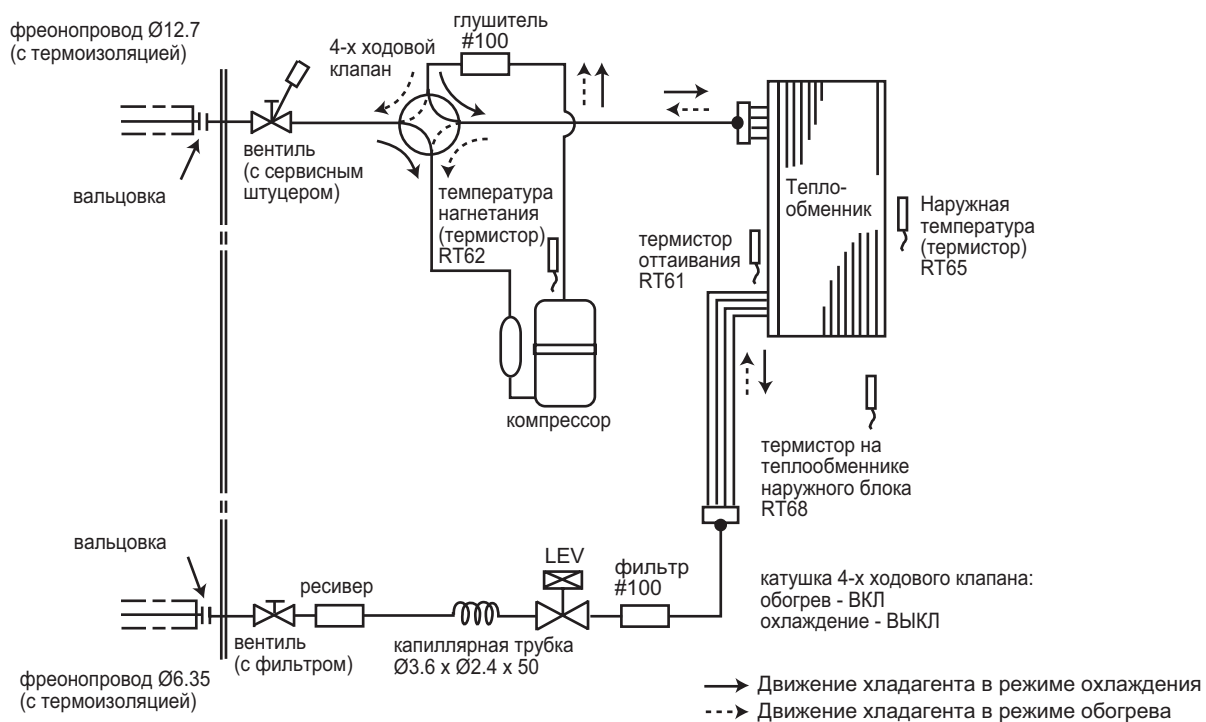 фреонопровод Ø12.7
(с термоизоляцией)
4-х ходовой
клапан
глушитель
#100
вальцовка
вентиль
(с сервисным
штуцером)
температура
нагнетания
(термистор)
RT62
компрессор
Тепло-
обменник
термистор
оттаивания
RT61
Наружная
температура
(термистор)
RT65
термистор на
теплообменнике
наружного блока
RT68
вальцовка
фреонопровод Ø6.35
(с термоизоляцией)
вентиль
(с фильтром)
ресивер
капиллярная трубка
Ø3.6 x Ø2.4 x 50
LEV
фильтр
#100
катушка 4-х ходового клапана:
обогрев - ВКЛ
охлаждение - ВЫКЛ
Движение хладагента в режиме охлаждения
Движение хладагента в режиме обогрева